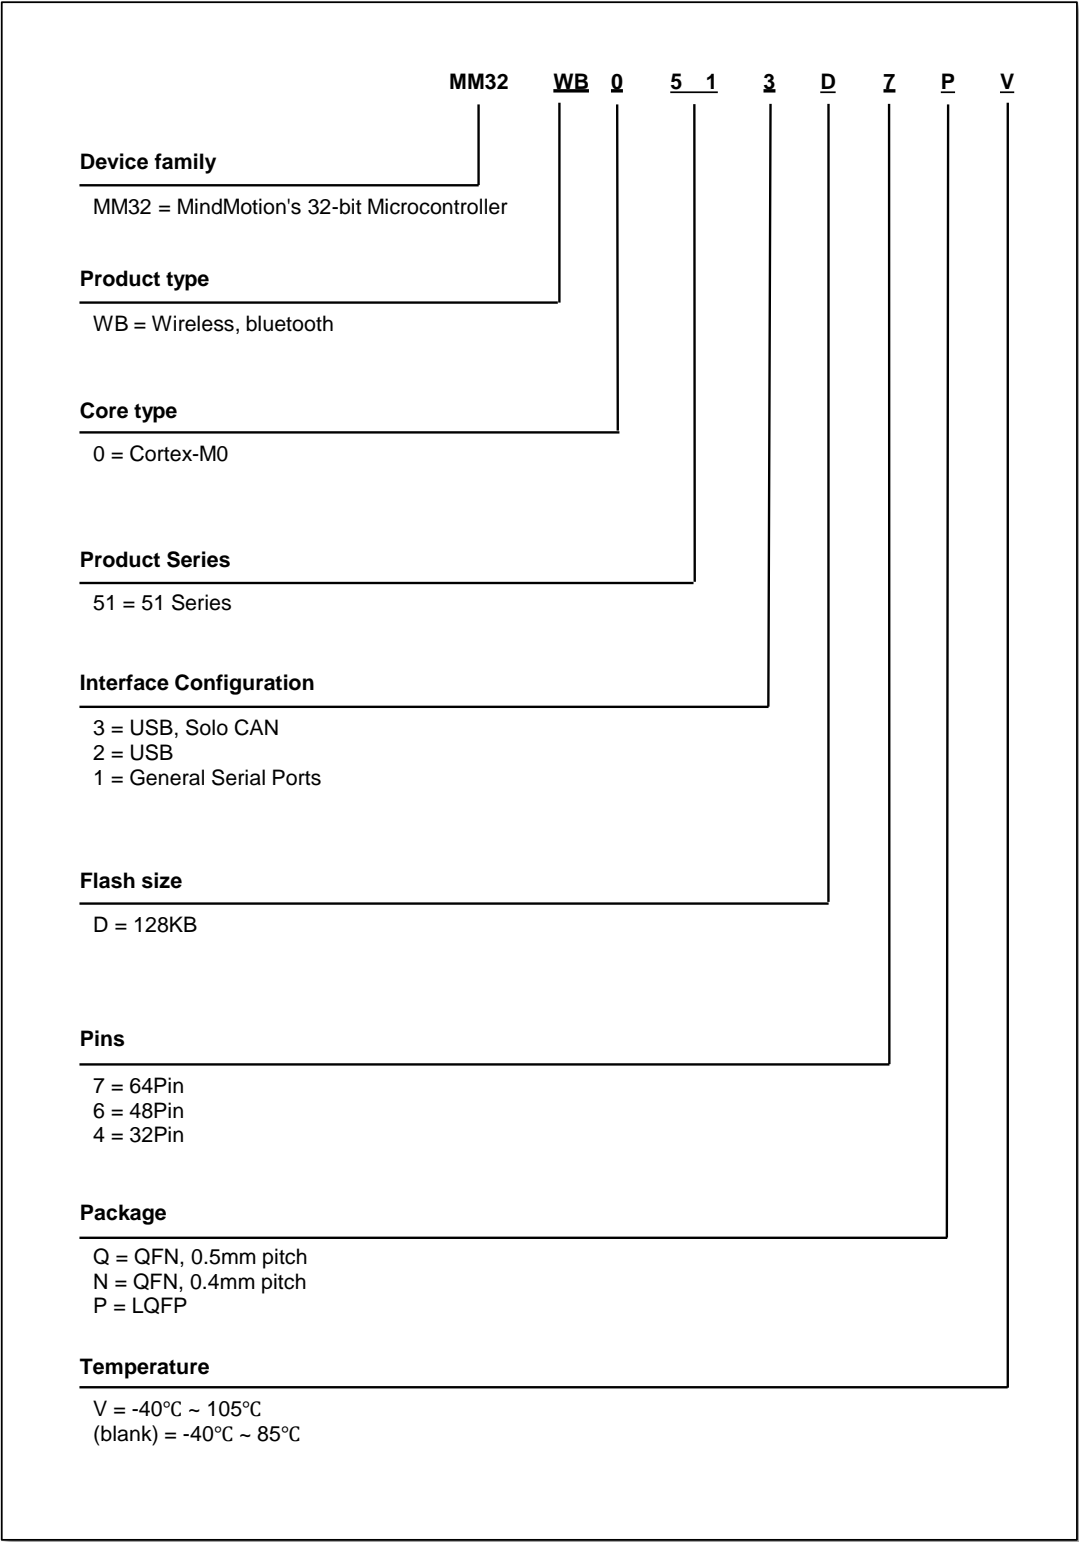 MM32 WB 0 5 1 3 D 7 P V
Device family
MM32 = MindMotion's 32-bit Microcontroller
Product type
WB = Wireless, bluetooth
Core type
0 = Cortex-M0
Product Series
51 = 51 Series
Interface Configuration
3 = USB, Solo CAN
2 = USB
1 = General Serial Ports
Flash size
D = 128KB
Pins
7 = 64Pin
6 = 48Pin
4 = 32Pin
Package
Q = QFN, 0.5mm pitch
N = QFN, 0.4mm pitch
P = LQFP
Temperature
V = -40℃ ~ 105℃
(blank) = -40℃ ~ 85℃